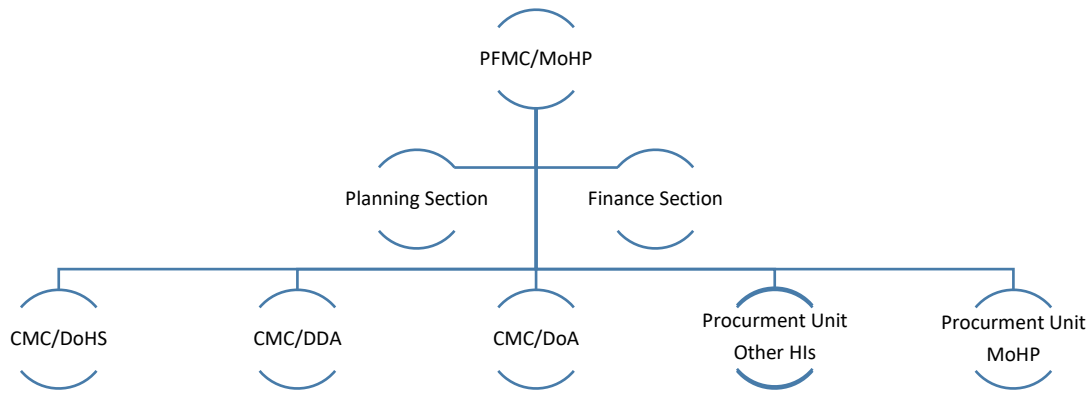 PFMC/MoHP
Planning Section
Finance Section
CMC/DoHS
CMC/DDA
CMC/DoA
Procurment Unit
Other HIs
Procurment Unit
MoHP